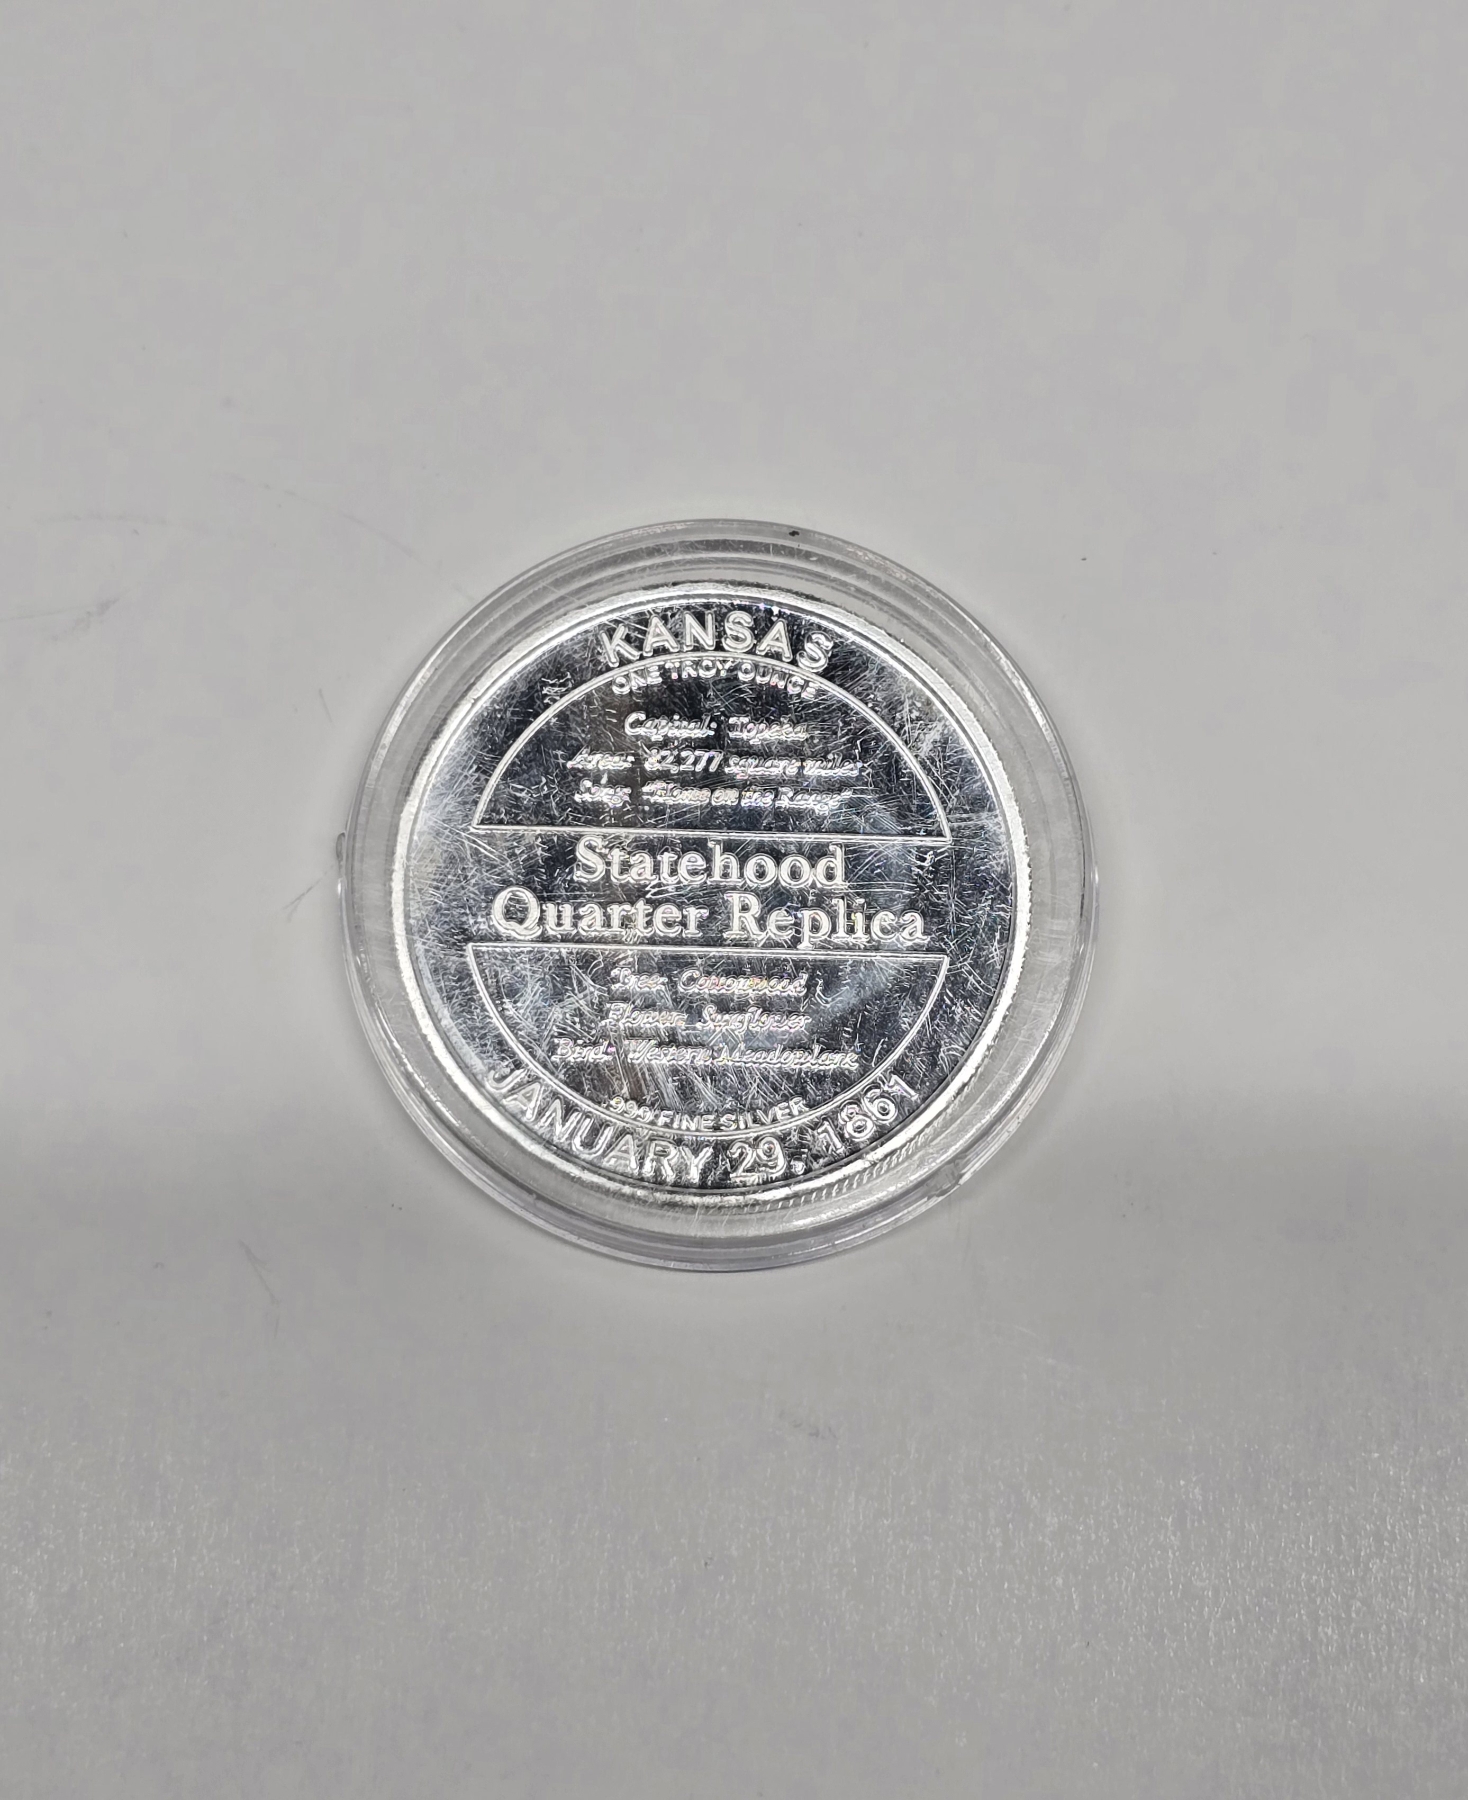 KANSAS
ONE TROY OUNCE
Capital: Topeka
Area: 82,277 square miles
Song: "Home on the Range"
Statehood
Quarter Replica
Tree: Cottonwood
Flower: Sunflower
Bird: Western Meadowlark
.999 FINE SILVER
JANUARY 29, 1861